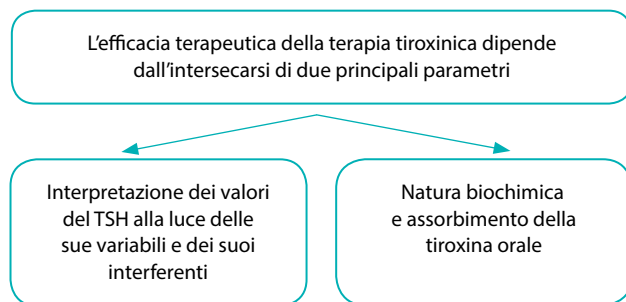 L'efficacia terapeutica della terapia tiroxinica dipende
dall'intersecarsi di due principali parametri
Interpretazione dei valori
del TSH alla luce delle
sue variabili e dei suoi
interferenti
Natura biochimica
e assorbimento della
tiroxina orale